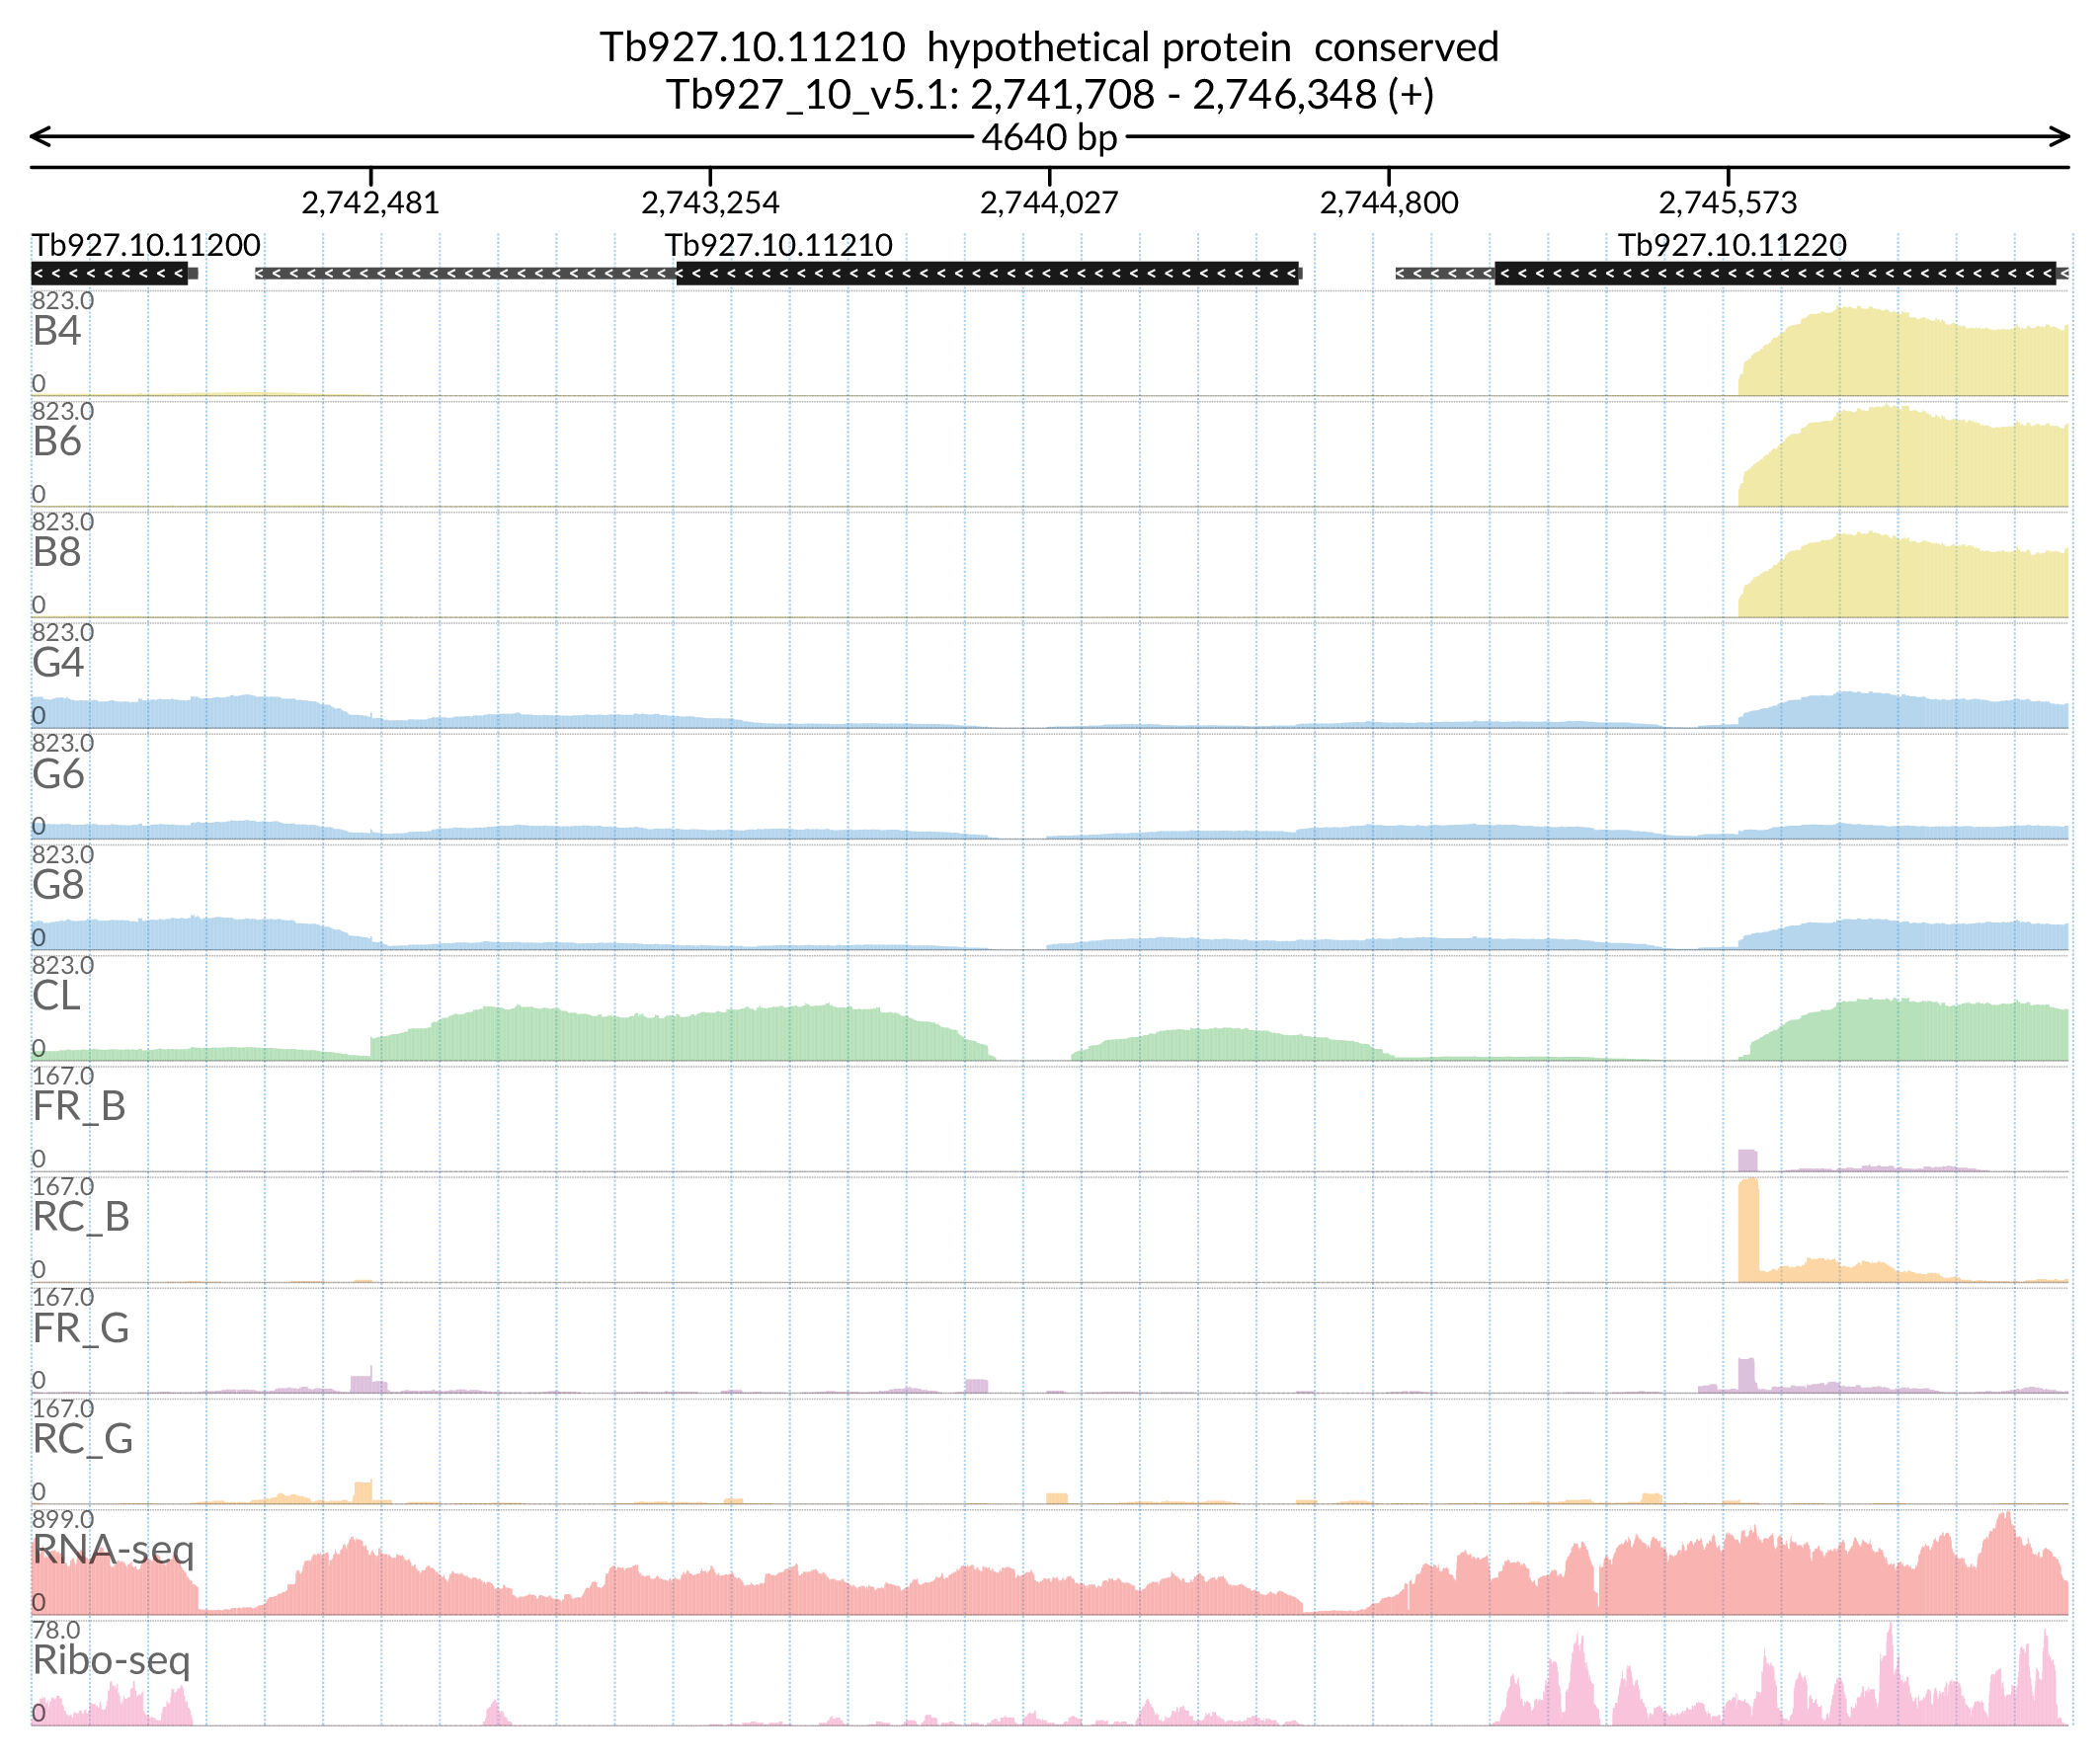 Tb927.10.11210 hypothetical protein conserved
Tb927_10_v5.1: 2,741,708 - 2,746,348 (+)
4640 bp
2,742,481 2,743,254 2,744,027 2,744,800 2,745,573
Tb927.10.11200 Tb927.10.11210 Tb927.10.11220
823.0
B4
0
823.0
B6
0
823.0
B8
0
823.0
G4
0
823.0
G6
0
823.0
G8
0
823.0
CL
0
167.0
FR_B
0
167.0
RC_B
0
167.0
FR_G
0
167.0
RC_G
0
899.0
RNA-seq
0
78.0
Ribo-seq
0